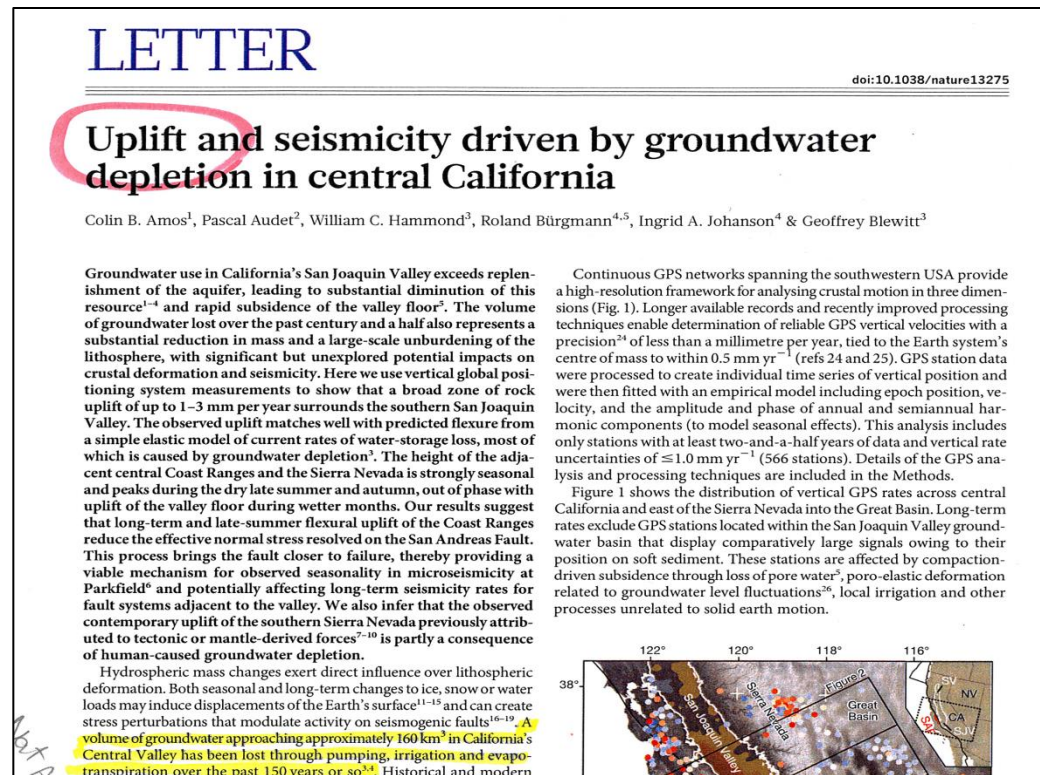 LETTER
doi:10.1038/nature13275
Uplift and seismicity driven by groundwater
depletion in central California
Colin B. Amos¹, Pascal Audet², William C. Hammond³, Roland Bürgmann⁴,⁵, Ingrid A. Johanson⁴ & Geoffrey Blewitt³
Groundwater use in California's San Joaquin Valley exceeds replen-
ishment of the aquifer, leading to substantial diminution of this
resource¹⁻⁴ and rapid subsidence of the valley floor⁵. The volume
of groundwater lost over the past century and a half also represents a
substantial reduction in mass and a large-scale unburdening of the
lithosphere, with significant but unexplored potential impacts on
crustal deformation and seismicity. Here we use vertical global posi-
tioning system measurements to show that a broad zone of rock
uplift of up to 1–3 mm per year surrounds the southern San Joaquin
Valley. The observed uplift matches well with predicted flexure from
a simple elastic model of current rates of water-storage loss, most of
which is caused by groundwater depletion³. The height of the adja-
cent central Coast Ranges and the Sierra Nevada is strongly seasonal
and peaks during the dry late summer and autumn, out of phase with
uplift of the valley floor during wetter months. Our results suggest
that long-term and late-summer flexural uplift of the Coast Ranges
reduce the effective normal stress resolved on the San Andreas Fault.
This process brings the fault closer to failure, thereby providing a
viable mechanism for observed seasonality in microseismicity at
Parkfield⁶ and potentially affecting long-term seismicity rates for
fault systems adjacent to the valley. We also infer that the observed
contemporary uplift of the southern Sierra Nevada previously attrib-
uted to tectonic or mantle-derived forces⁷⁻¹⁰ is partly a consequence
of human-caused groundwater depletion.
Hydrospheric mass changes exert direct influence over lithospheric
deformation. Both seasonal and long-term changes to ice, snow or water
loads may induce displacements of the Earth's surface¹¹⁻¹⁵ and can create
stress perturbations that modulate activity on seismogenic faults¹⁶⁻¹⁹. A
volume of groundwater approaching approximately 160 km³ in California's
Central Valley has been lost through pumping, irrigation and evapo-
transpiration over the past 150 years or so³,⁴. Historical and modern
Not
Continuous GPS networks spanning the southwestern USA provide
a high-resolution framework for analysing crustal motion in three dimen-
sions (Fig. 1). Longer available records and recently improved processing
techniques enable determination of reliable GPS vertical velocities with a
precision²⁴ of less than a millimetre per year, tied to the Earth system's
centre of mass to within 0.5 mm yr⁻¹ (refs 24 and 25). GPS station data
were processed to create individual time series of vertical position and
were then fitted with an empirical model including epoch position, ve-
locity, and the amplitude and phase of annual and semiannual har-
monic components (to model seasonal effects). This analysis includes
only stations with at least two-and-a-half years of data and vertical rate
uncertainties of ≤1.0 mm yr⁻¹ (566 stations). Details of the GPS ana-
lysis and processing techniques are included in the Methods.
Figure 1 shows the distribution of vertical GPS rates across central
California and east of the Sierra Nevada into the Great Basin. Long-term
rates exclude GPS stations located within the San Joaquin Valley ground-
water basin that display comparatively large signals owing to their
position on soft sediment. These stations are affected by compaction-
driven subsidence through loss of pore water⁵, poro-elastic deformation
related to groundwater level fluctuations²⁶, local irrigation and other
processes unrelated to solid earth motion.
122° 120° 118° 116°
38°
Figure 2
Sierra Nevada
San Joaquin Valley
Great
Basin
SV
NV
CA
SAF
SJV